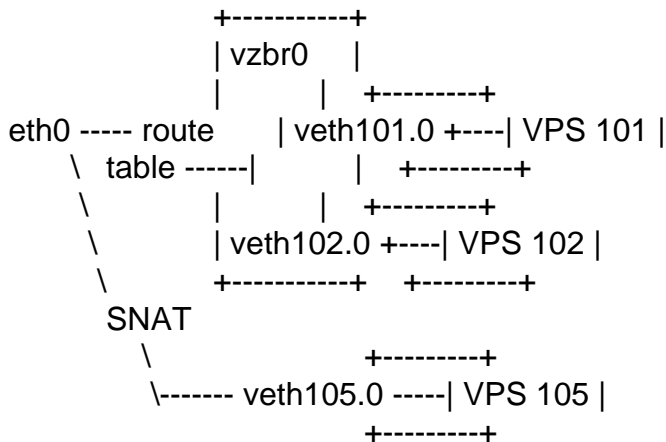 +-----------+
| vzbr0 |
| | +---------+
eth0 ----- route | veth101.0 +----| VPS 101 |
\ table ------| | +----------+
\ | | +---------+
\ | veth102.0 +----| VPS 102 |
\ +-----------+ +---------+
SNAT
\ +---------+
\------- veth105.0 -----| VPS 105 |
+---------+